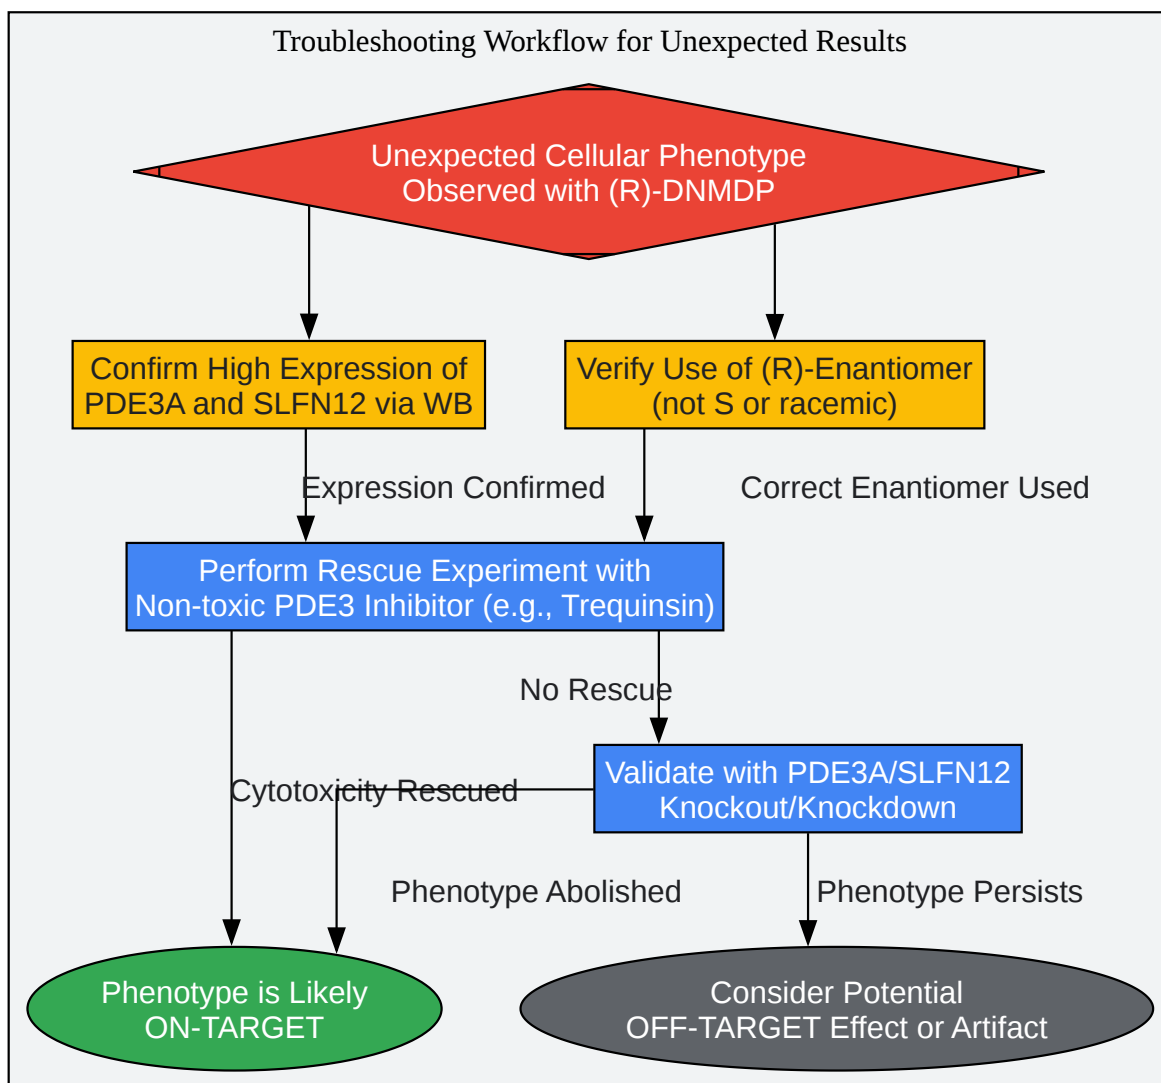 Troubleshooting Workflow for Unexpected Results
Unexpected Cellular Phenotype
Observed with (R)-DNMDP
Confirm High Expression of
PDE3A and SLFN12 via WB
Verify Use of (R)-Enantiomer
(not S or racemic)
Expression Confirmed
Correct Enantiomer Used
Perform Rescue Experiment with
Non-toxic PDE3 Inhibitor (e.g., Trequinsin)
No Rescue
Validate with PDE3A/SLFN12
Knockout/Knockdown
Cytotoxicity Rescued
Phenotype Abolished
Phenotype Persists
Phenotype is Likely
ON-TARGET
Consider Potential
OFF-TARGET Effect or Artifact